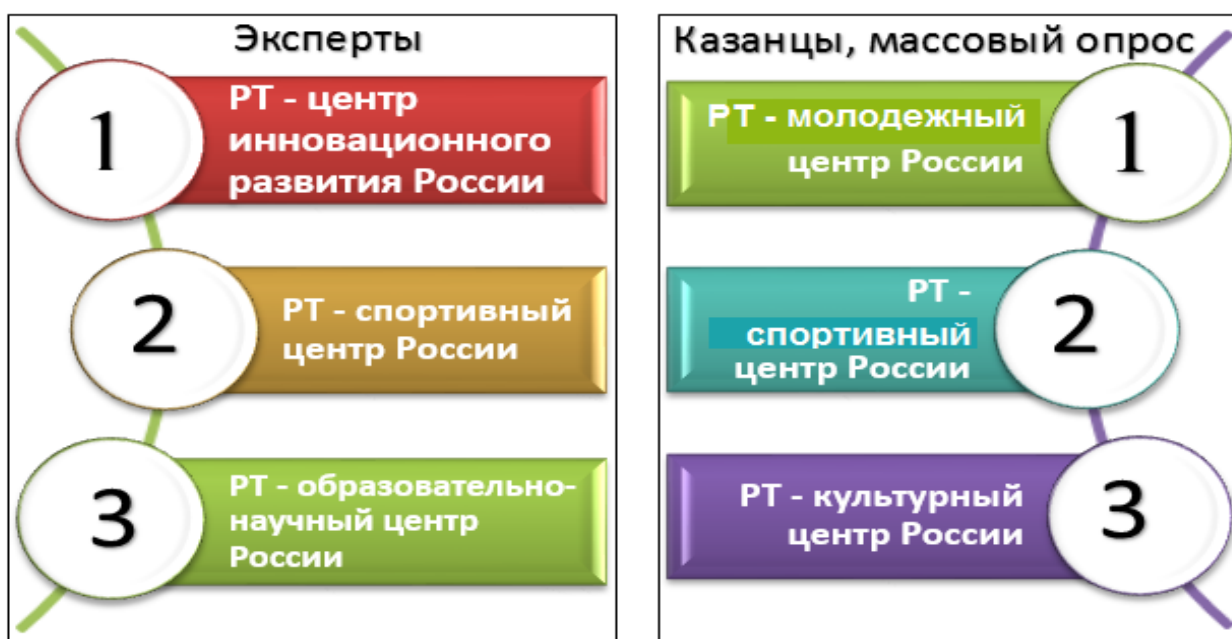 Эксперты
1
РТ - центр
инновационного
развития России
2
РТ - спортивный
центр России
3
РТ - образовательно-
научный центр
России
Казанцы, массовый опрос
РТ - молодежный
центр России
1
РТ -
спортивный
центр России
2
РТ - культурный
центр России
3